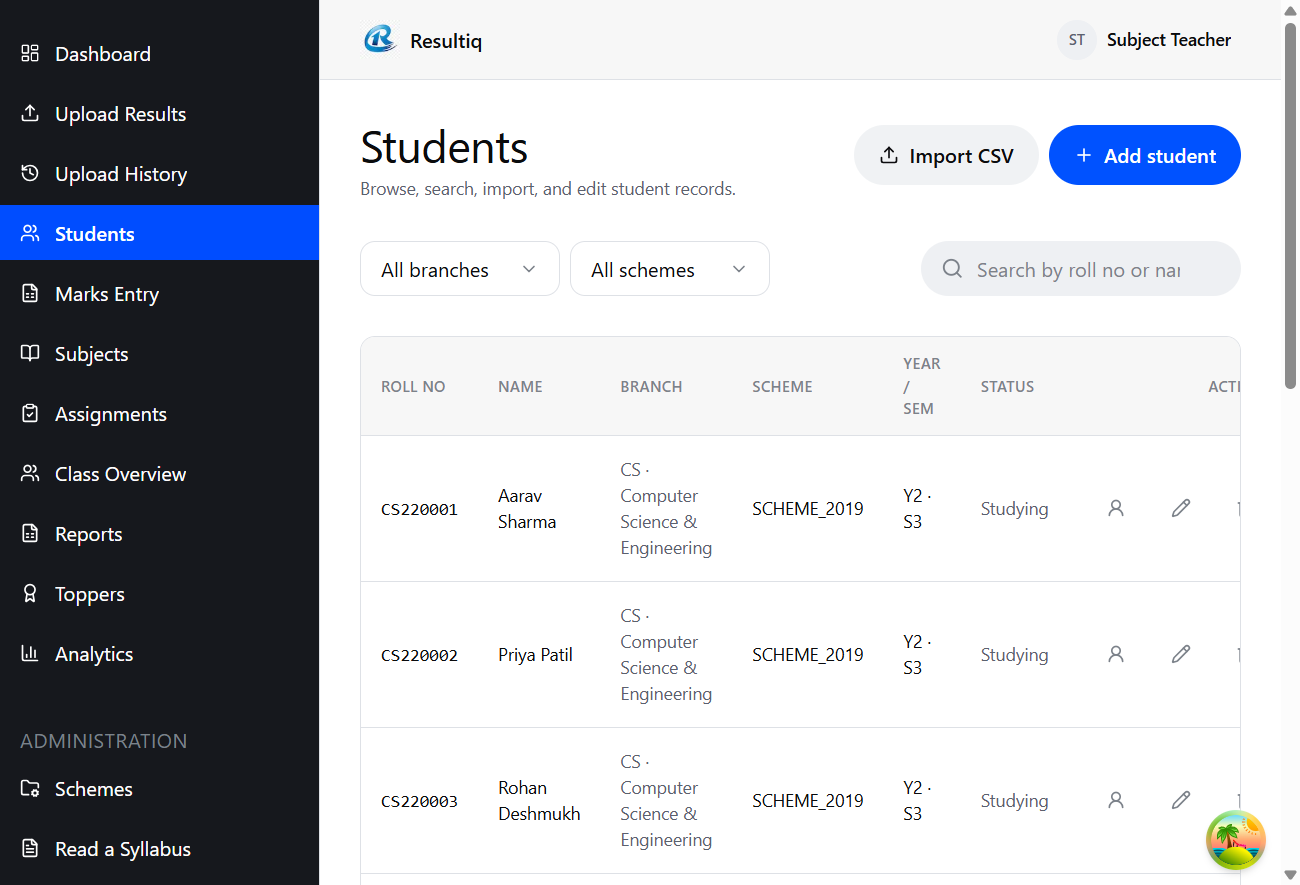 Dashboard
Upload Results
Upload History
Students
Marks Entry
Subjects
Assignments
Class Overview
Reports
Toppers
Analytics
ADMINISTRATION
Schemes
Read a Syllabus
Resultiq
ST Subject Teacher
Students
Browse, search, import, and edit student records.
Import CSV
+ Add student
All branches
All schemes
Search by roll no or nar
ROLL NO
NAME
BRANCH
SCHEME
YEAR
/
SEM
STATUS
ACTI
CS220001
Aarav
Sharma
CS ·
Computer
Science &
Engineering
SCHEME_2019
Y2 ·
S3
Studying
CS220002
Priya Patil
CS ·
Computer
Science &
Engineering
SCHEME_2019
Y2 ·
S3
Studying
CS220003
Rohan
Deshmukh
CS ·
Computer
Science &
Engineering
SCHEME_2019
Y2 ·
S3
Studying